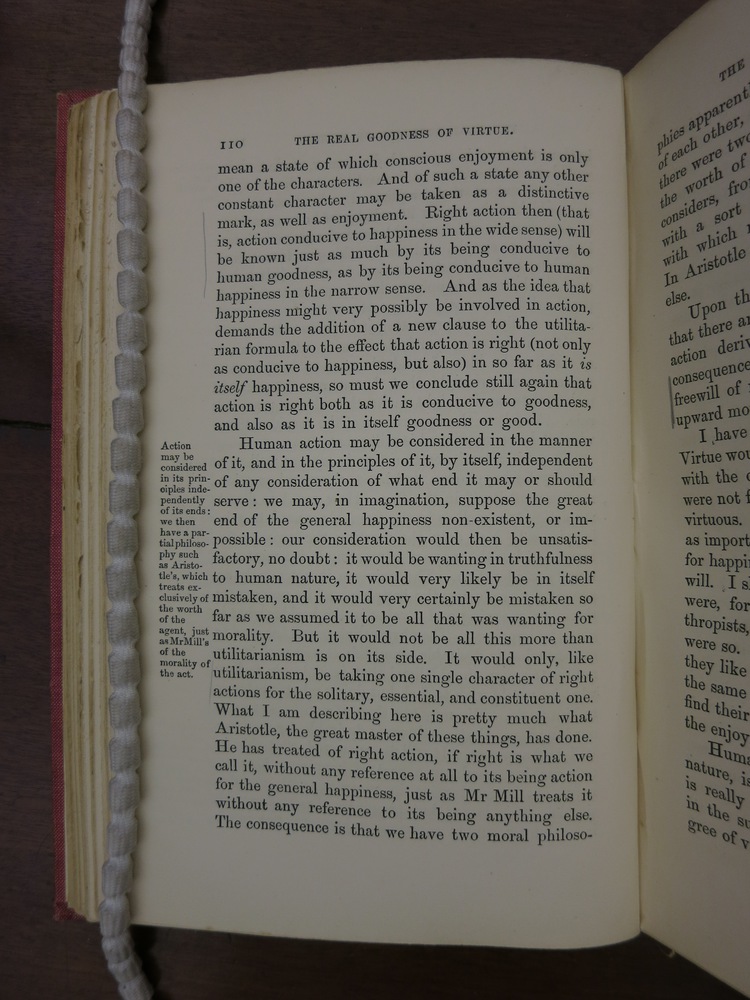 110 THE REAL GOODNESS OF VIRTUE.
mean a state of which conscious enjoyment is only
one of the characters. And of such a state any other
constant character may be taken as a distinctive
mark, as well as enjoyment. Right action then (that
is, action conducive to happiness in the wide sense) will
be known just as much by its being conducive to
human goodness, as by its being conducive to human
happiness in the narrow sense. And as the idea that
happiness might very possibly be involved in action,
demands the addition of a new clause to the utilita-
rian formula to the effect that action is right (not only
as conducive to happiness, but also) in so far as it is
itself happiness, so must we conclude still again that
action is right both as it is conducive to goodness,
and also as it is in itself goodness or good.
Human action may be considered in the manner
of it, and in the principles of it, by itself, independent
of any consideration of what end it may or should
serve: we may, in imagination, suppose the great
end of the general happiness non-existent, or im-
possible: our consideration would then be unsatis-
factory, no doubt: it would be wanting in truthfulness
to human nature, it would very likely be in itself
mistaken, and it would very certainly be mistaken so
far as we assumed it to be all that was wanting for
morality. But it would not be all this more than
utilitarianism is on its side. It would only, like
utilitarianism, be taking one single character of right
actions for the solitary, essential, and constituent one.
What I am describing here is pretty much what
Aristotle, the great master of these things, has done.
He has treated of right action, if right is what we
call it, without any reference at all to its being action
for the general happiness, just as Mr Mill treats it
without any reference to its being anything else.
The consequence is that we have two moral philoso-
Action
may be
considered
in its prin-
ciples inde-
pendently
of its ends:
we then
have a par-
tial philoso-
phy such
as Aristo-
tle's, which
treats ex-
clusively of
the worth
of the
agent, just
as Mr Mill's
of the
morality of
the act.
THE
phies apparent
of each other,
there were two
the worth of
considers, fro
with a sort
with which
In Aristotle
else.
Upon th
that there a
action deriv
consequence
freewill of
upward mo
I have
Virtue wou
with the
were not f
virtuous.
as import
for happi
will. I s
were, for
thropists,
were so.
they like
the same
find their
the enjoy
Huma
nature, is
is really
in the su
gree of v